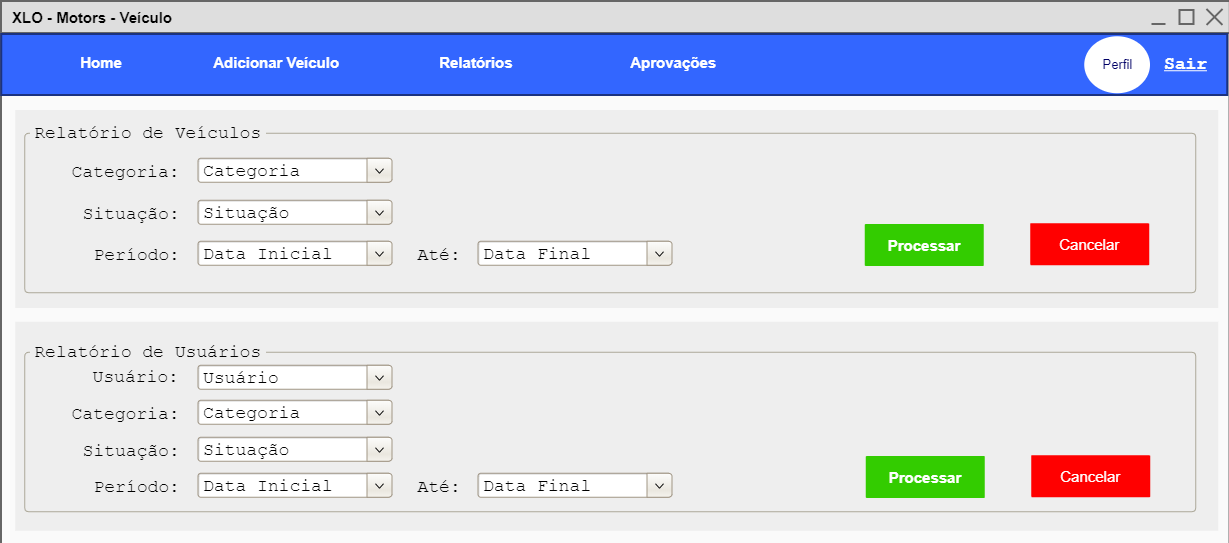 XLO - Motors - Veículo
Home Adicionar Veículo Relatórios Aprovações Perfil Sair
Relatório de Veículos
Categoria: Categoria
Situação: Situação
Período: Data Inicial Até: Data Final Processar Cancelar
Relatório de Usuários
Usuário: Usuário
Categoria: Categoria
Situação: Situação
Período: Data Inicial Até: Data Final Processar Cancelar